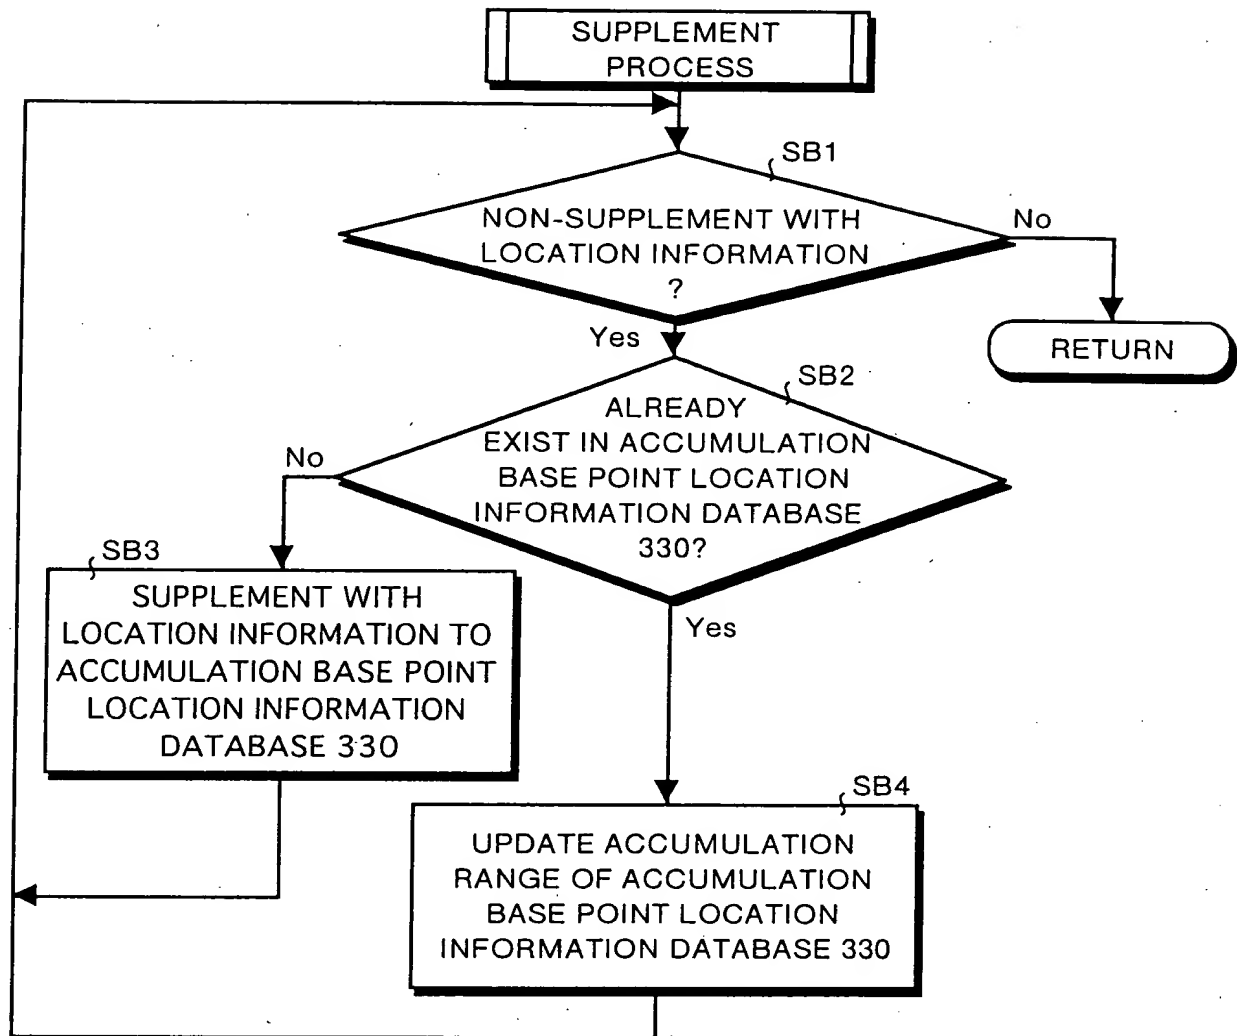 SUPPLEMENT
PROCESS
SB1
NON-SUPPLEMENT WITH
LOCATION INFORMATION
?
No
RETURN
Yes
SB2
ALREADY
EXIST IN ACCUMULATION
BASE POINT LOCATION
INFORMATION DATABASE
330?
No
SB3
SUPPLEMENT WITH
LOCATION INFORMATION TO
ACCUMULATION BASE POINT
LOCATION INFORMATION
DATABASE 330
Yes
SB4
UPDATE ACCUMULATION
RANGE OF ACCUMULATION
BASE POINT LOCATION
INFORMATION DATABASE 330